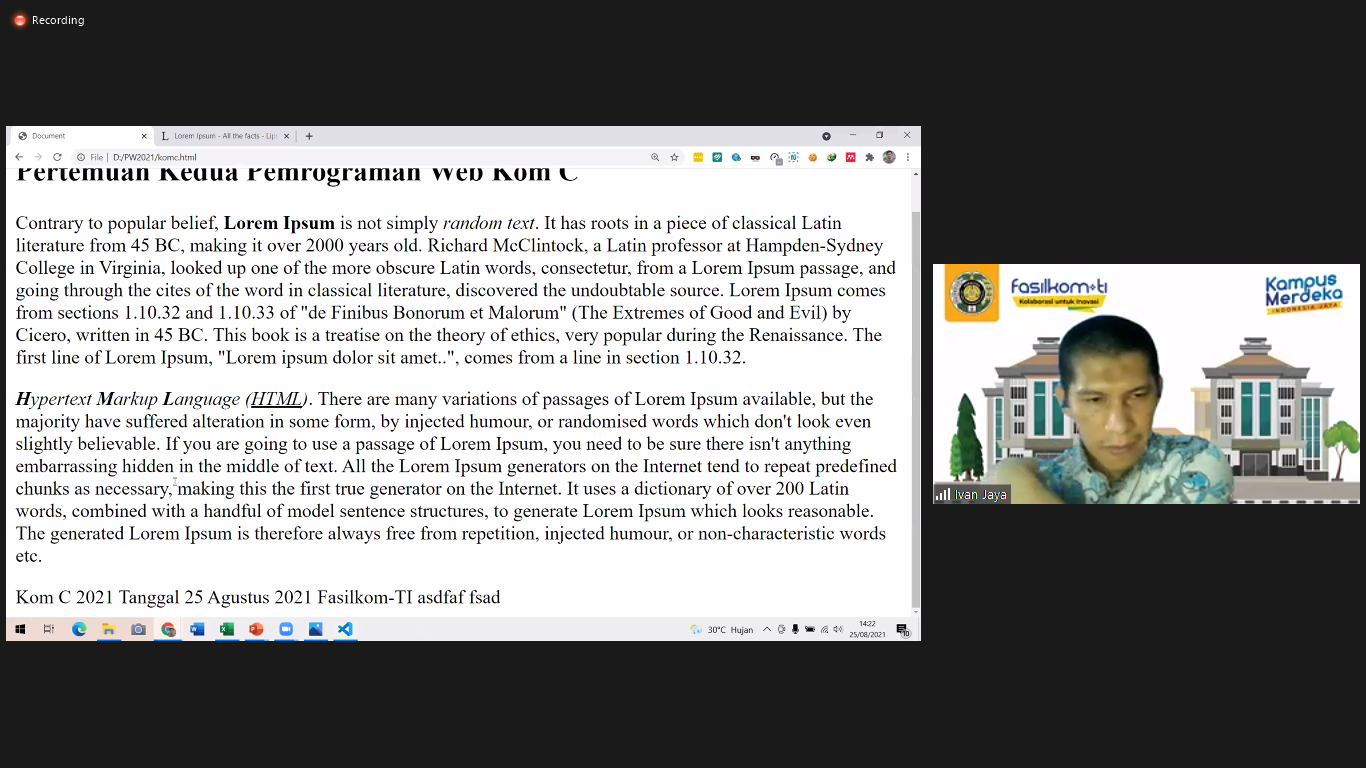 Recording
Document
Lorem Ipsum - All the facts - Lip
File | D:/PW2021/komc.html
Pertemuan Kedua Pemrograman Web Kom C
Contrary to popular belief, Lorem Ipsum is not simply random text. It has roots in a piece of classical Latin
literature from 45 BC, making it over 2000 years old. Richard McClintock, a Latin professor at Hampden-Sydney
College in Virginia, looked up one of the more obscure Latin words, consectetur, from a Lorem Ipsum passage, and
going through the cites of the word in classical literature, discovered the undoubtable source. Lorem Ipsum comes
from sections 1.10.32 and 1.10.33 of "de Finibus Bonorum et Malorum" (The Extremes of Good and Evil) by
Cicero, written in 45 BC. This book is a treatise on the theory of ethics, very popular during the Renaissance. The
first line of Lorem Ipsum, "Lorem ipsum dolor sit amet..", comes from a line in section 1.10.32.
Hypertext Markup Language (HTML). There are many variations of passages of Lorem Ipsum available, but the
majority have suffered alteration in some form, by injected humour, or randomised words which don't look even
slightly believable. If you are going to use a passage of Lorem Ipsum, you need to be sure there isn't anything
embarrassing hidden in the middle of text. All the Lorem Ipsum generators on the Internet tend to repeat predefined
chunks as necessary, making this the first true generator on the Internet. It uses a dictionary of over 200 Latin
words, combined with a handful of model sentence structures, to generate Lorem Ipsum which looks reasonable.
The generated Lorem Ipsum is therefore always free from repetition, injected humour, or non-characteristic words
etc.
Kom C 2021 Tanggal 25 Agustus 2021 Fasilkom-TI asdfaf fsad
30°C Hujan
14:22
25/08/2021
fasilkom-ti
Kolaborasi untuk Inovasi
Kampus
Merdeka
INDONESIA JAYA
Ivan Jaya